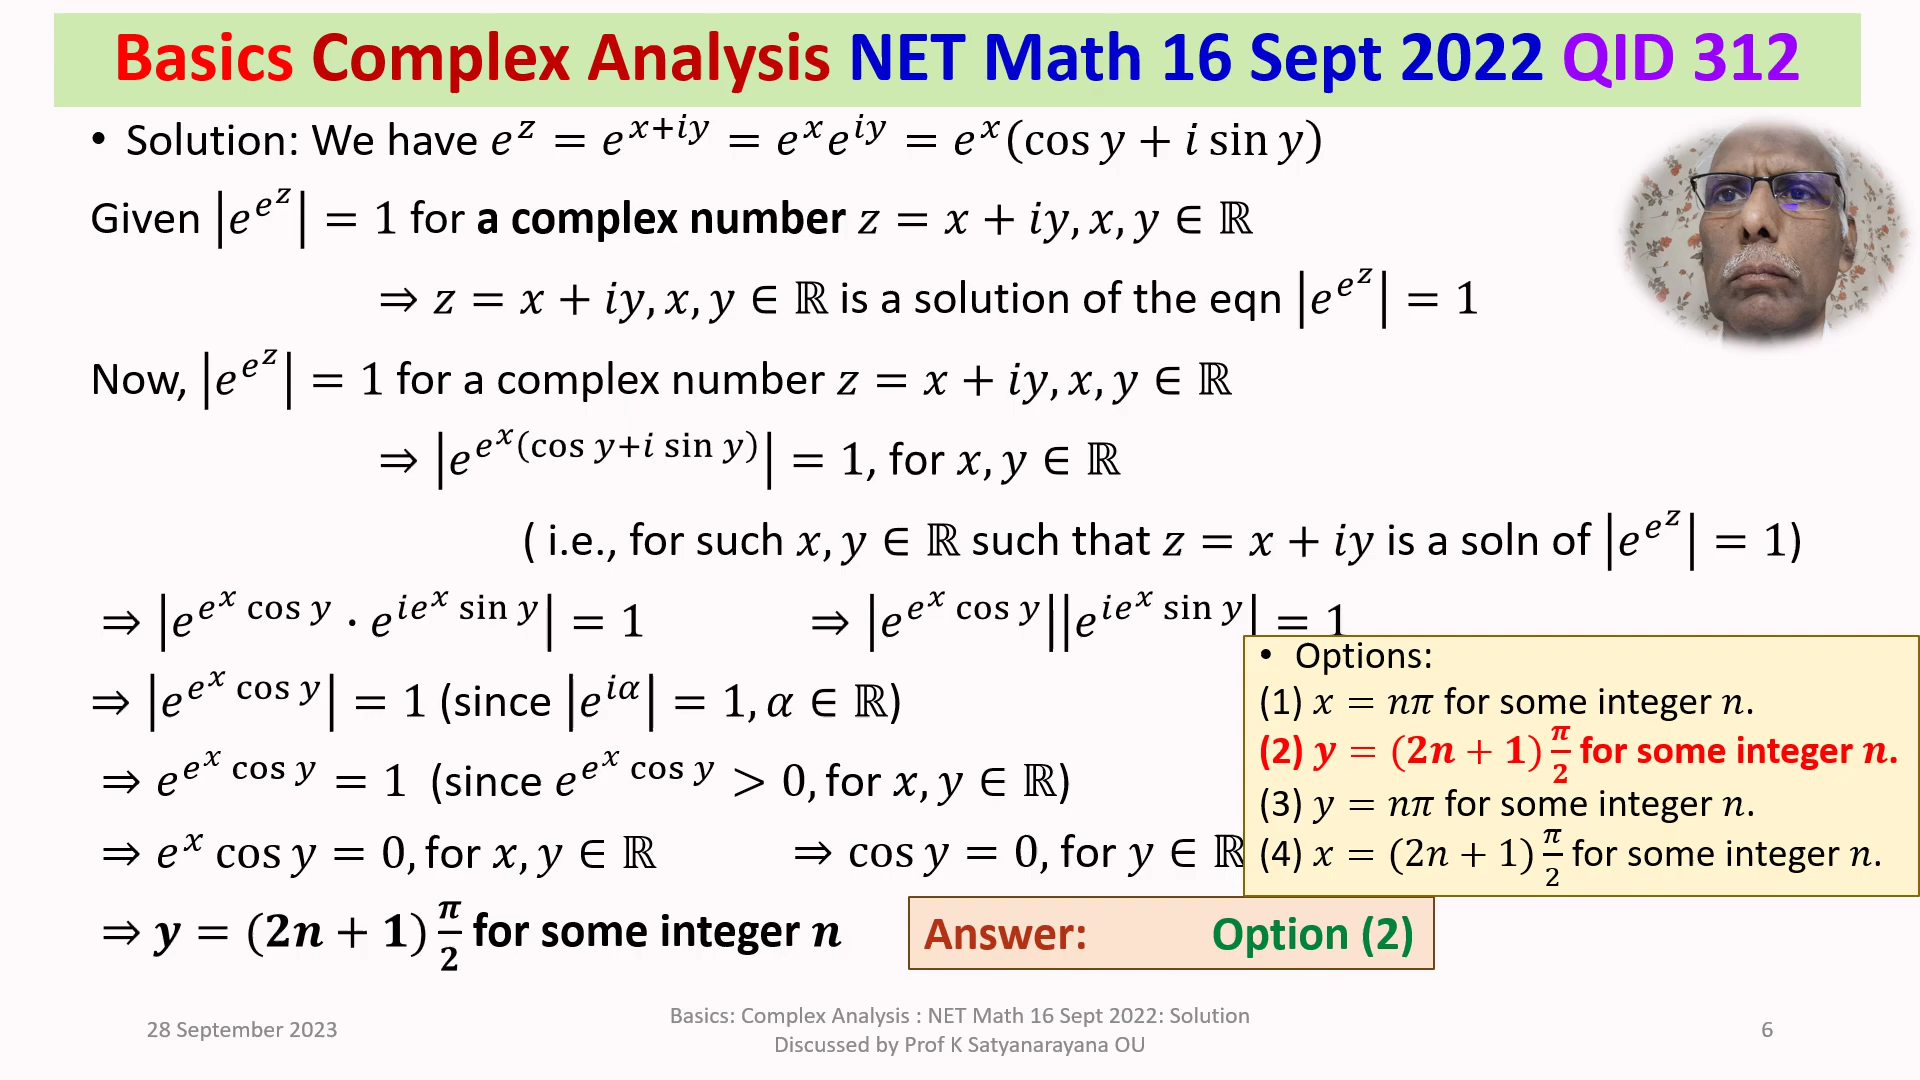 Basics Complex Analysis NET Math 16 Sept 2022 QID 312
• Solution: We have e^z = e^{x+iy} = e^x e^{iy} = e^x(cos y + i sin y)
Given |e^{e^z}| = 1 for a complex number z = x + iy, x, y ∈ ℝ
⇒ z = x + iy, x, y ∈ ℝ is a solution of the eqn |e^{e^z}| = 1
Now, |e^{e^z}| = 1 for a complex number z = x + iy, x, y ∈ ℝ
⇒ |e^{e^x(cos y+i sin y)}| = 1, for x, y ∈ ℝ
( i.e., for such x, y ∈ ℝ such that z = x + iy is a soln of |e^{e^z}| = 1)
⇒ |e^{e^x cos y} · e^{ie^x sin y}| = 1 ⇒ |e^{e^x cos y}||e^{ie^x sin y}| = 1
⇒ |e^{e^x cos y}| = 1 (since |e^{iα}| = 1, α ∈ ℝ)
⇒ e^{e^x cos y} = 1 (since e^{e^x cos y} > 0, for x, y ∈ ℝ)
⇒ e^x cos y = 0, for x, y ∈ ℝ ⇒ cos y = 0, for y ∈ ℝ
⇒ y = (2n + 1) π/2 for some integer n
• Options:
(1) x = nπ for some integer n.
(2) y = (2n + 1) π/2 for some integer n.
(3) y = nπ for some integer n.
(4) x = (2n + 1) π/2 for some integer n.
Answer: Option (2)
28 September 2023
Basics: Complex Analysis : NET Math 16 Sept 2022: Solution
Discussed by Prof K Satyanarayana OU
6